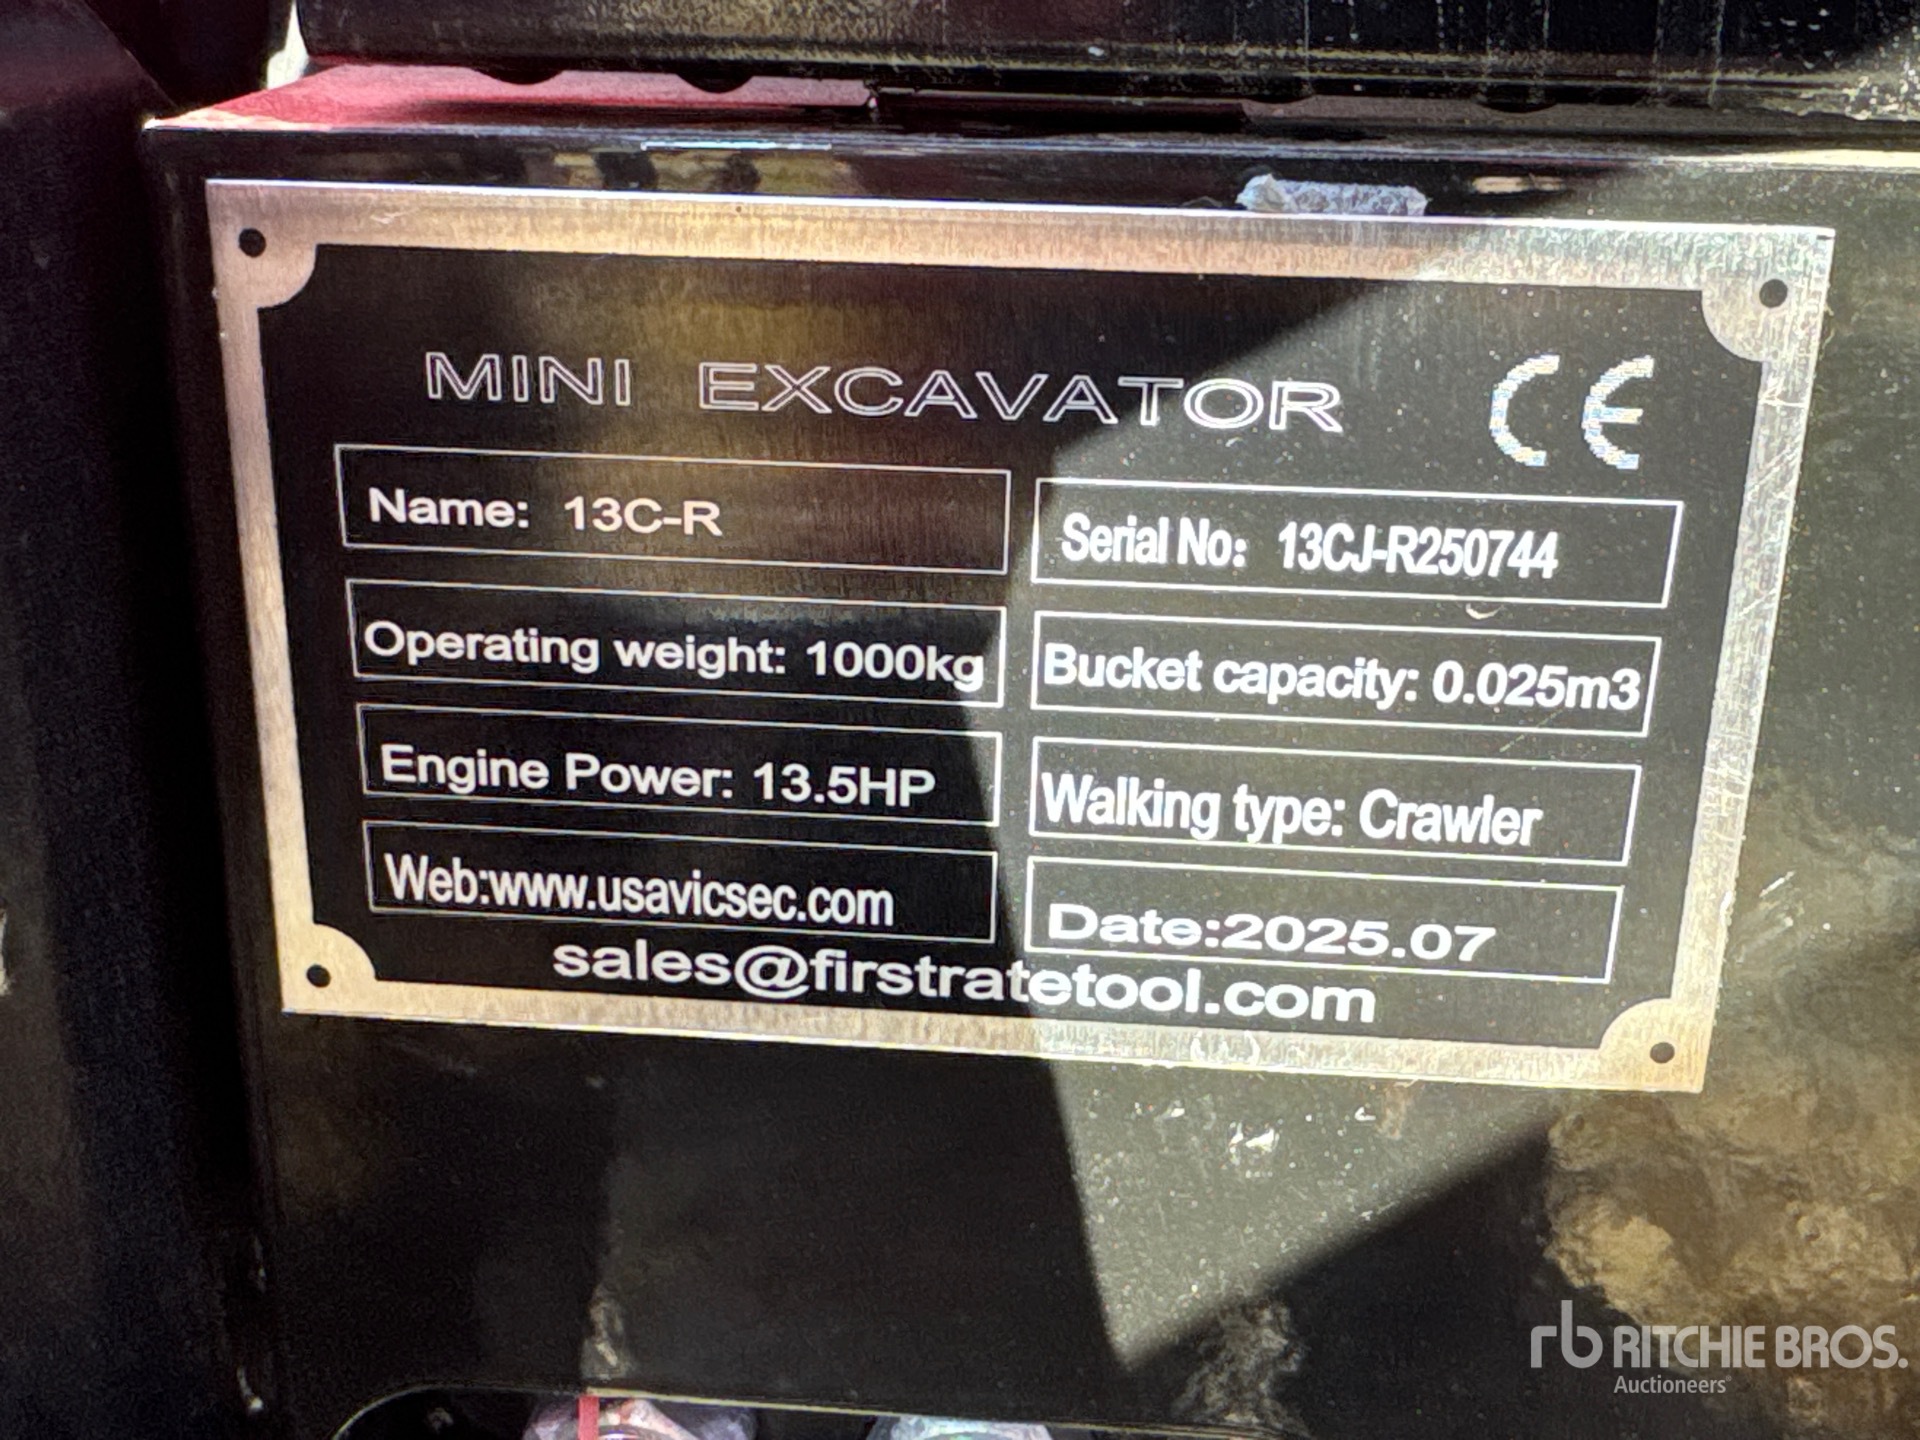 MINI EXCAVATOR CE
Name: 13C-R
Serial No: 13CJ-R250744
Operating weight: 1000kg
Bucket capacity: 0.025m3
Engine Power: 13.5HP
Walking type: Crawler
Web:www.usavicsec.com
Date:2025.07
sales@firstratetool.com
rb RITCHIE BROS.
Auctioneers